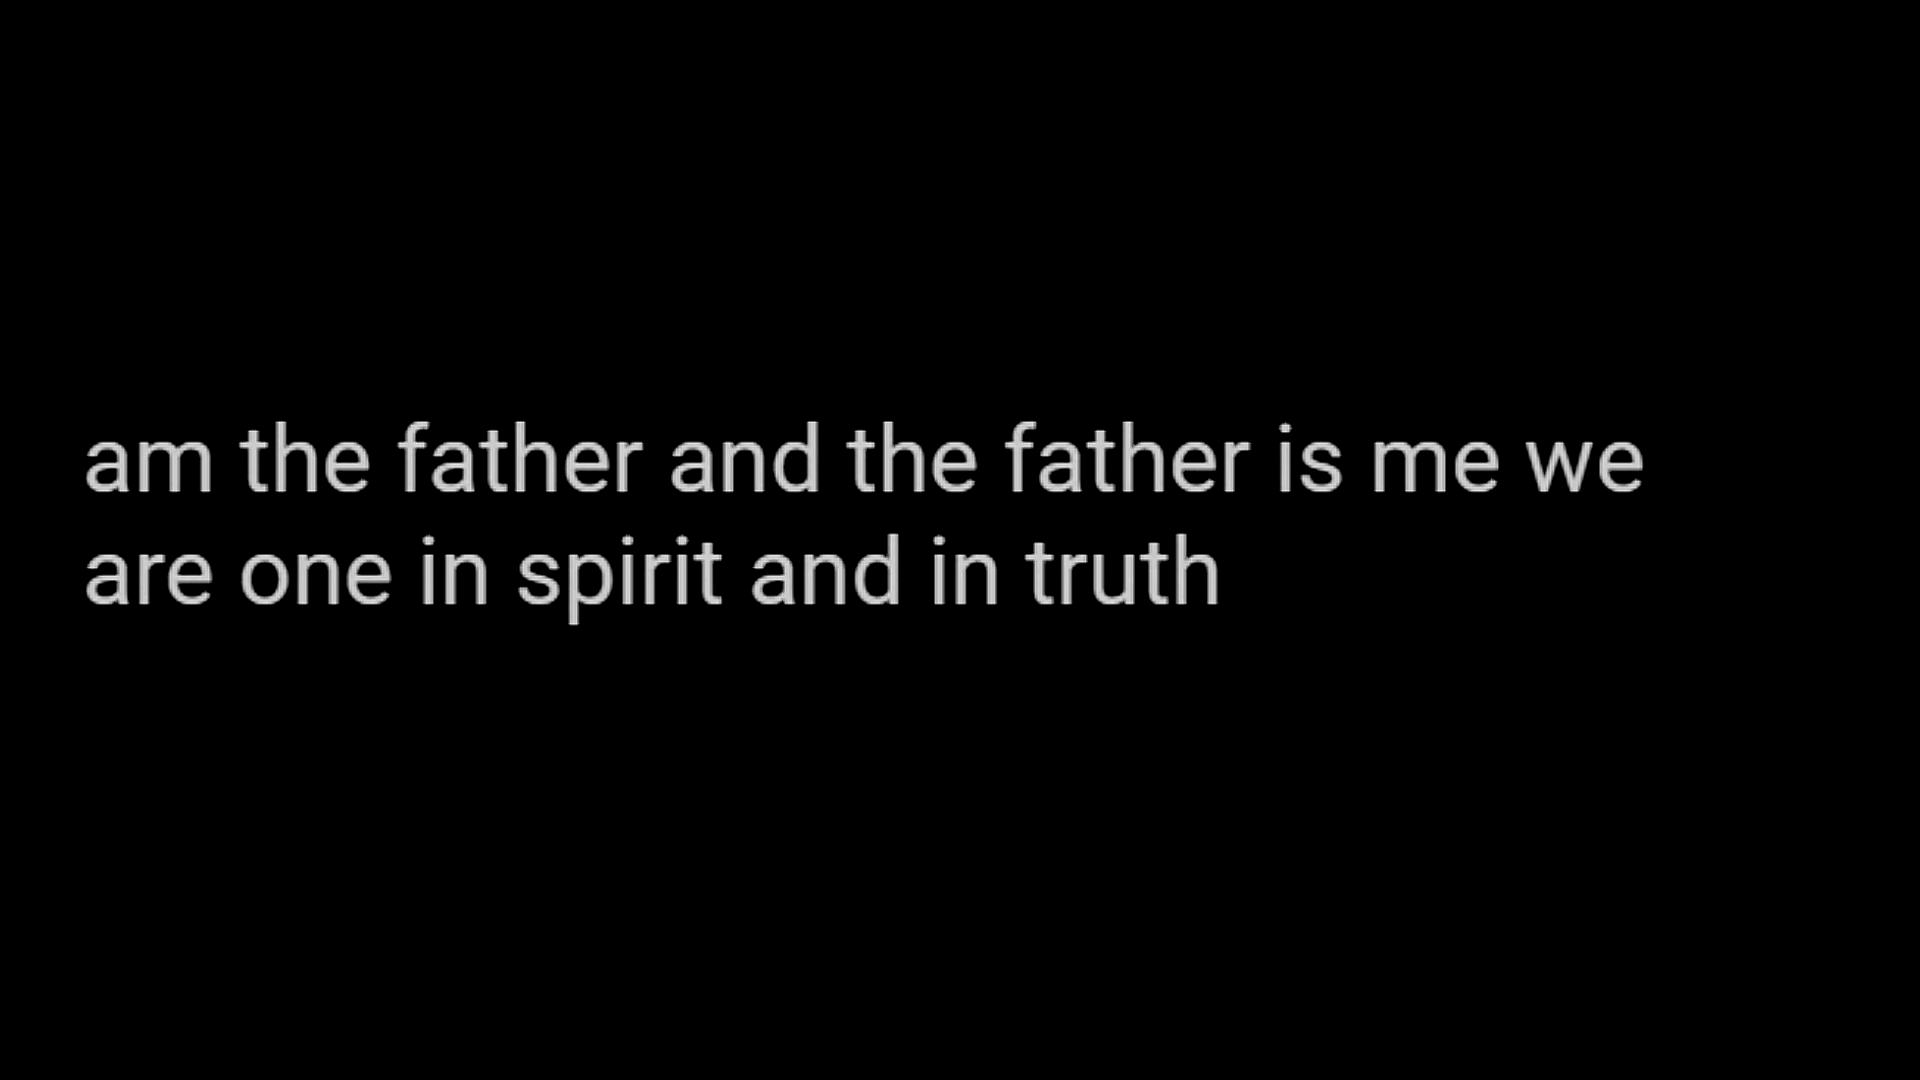 am the father and the father is me we
are one in spirit and in truth